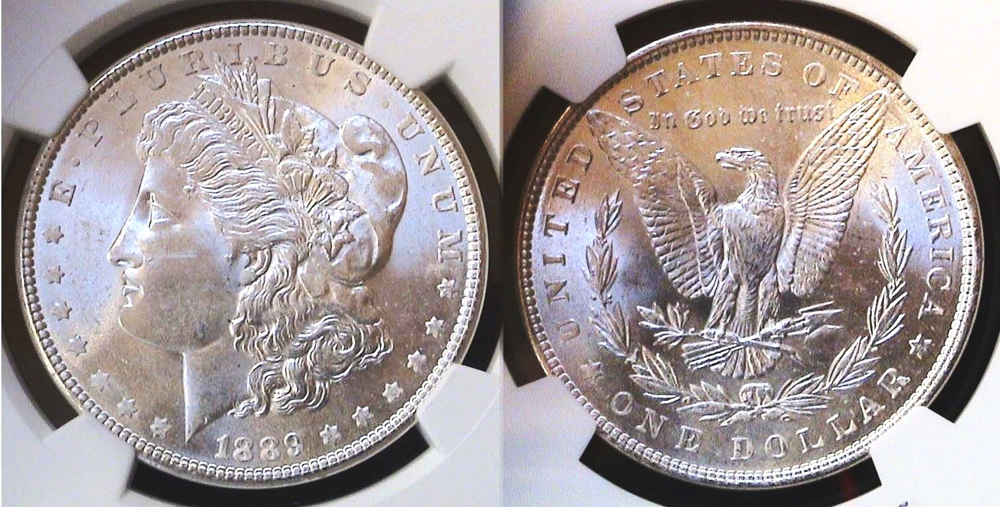 E · PLURIBUS · UNUM
LIBERTY
1889
UNITED STATES OF AMERICA
In God we trust
ONE DOLLAR